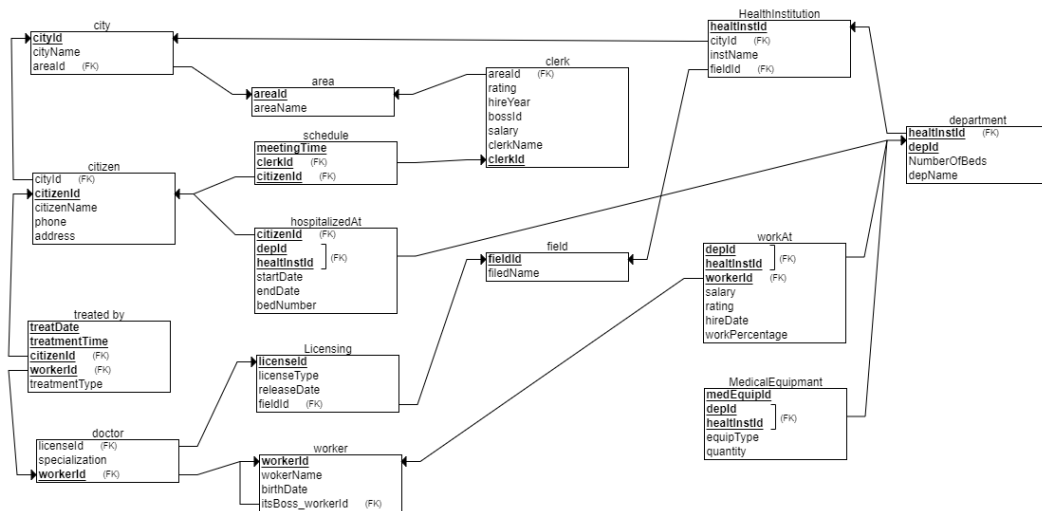 city
cityId
cityName
areaId (FK)
HealthInstitution
healthInstId
cityId (FK)
instName
fieldId (FK)
area
areaId
areaName
clerk
areaId (FK)
rating
hireYear
bossId
salary
clerkName
clerkId
department
healtInstId (FK)
depId
NumberOfBeds
depName
schedule
meetingTime
clerkId (FK)
citizenId (FK)
citizen
cityId (FK)
citizenId
citizenName
phone
address
hospitalizedAt
citizenId (FK)
depId
healtInstId (FK)
startDate
endDate
bedNumber
field
fieldId
filedName
workAt
depId
healtInstId (FK)
workerId (FK)
salary
rating
hireDate
workPercentage
treated by
treatDate
treatmentTime
citizenId (FK)
workerId (FK)
treatmentType
Licensing
licenseId
licenseType
releaseDate
fieldId (FK)
MedicalEquipmant
medEquipId
depId
healtInstId (FK)
equipType
quantity
doctor
licenseId (FK)
specialization
workerId (FK)
worker
workerId
wokerName
birthDate
itsBoss_workerId (FK)